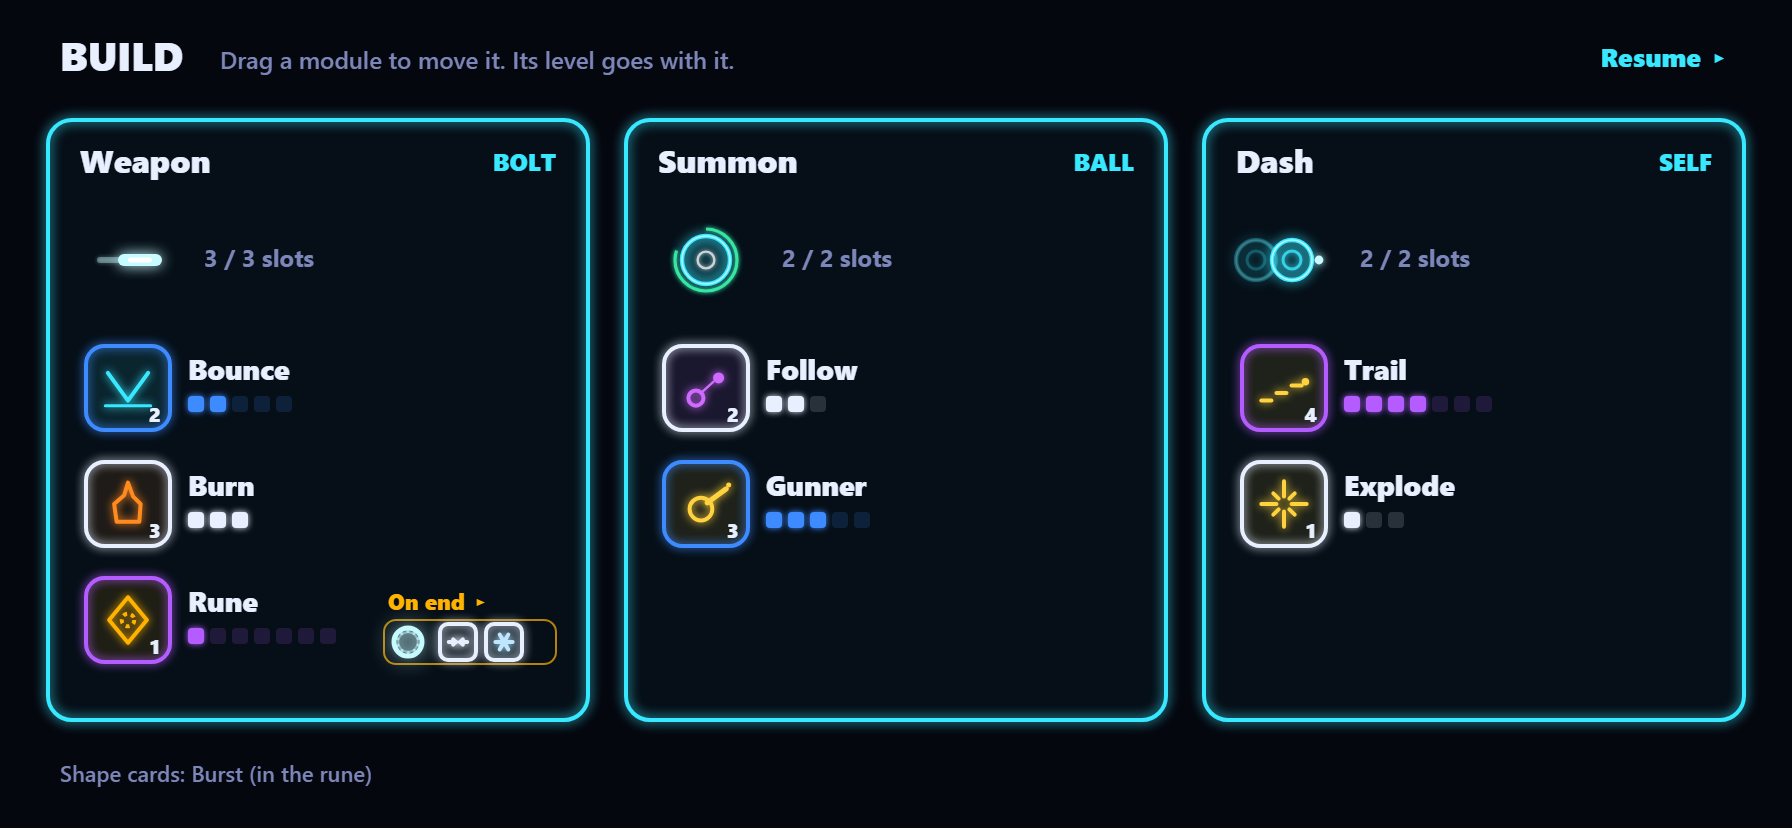 BUILD
Drag a module to move it. Its level goes with it.
Resume ▸
Weapon
BOLT
3 / 3 slots
Bounce
2
Burn
3
Rune
1
On end ▸
Summon
BALL
2 / 2 slots
Follow
2
Gunner
3
Dash
SELF
2 / 2 slots
Trail
4
Explode
1
Shape cards: Burst (in the rune)